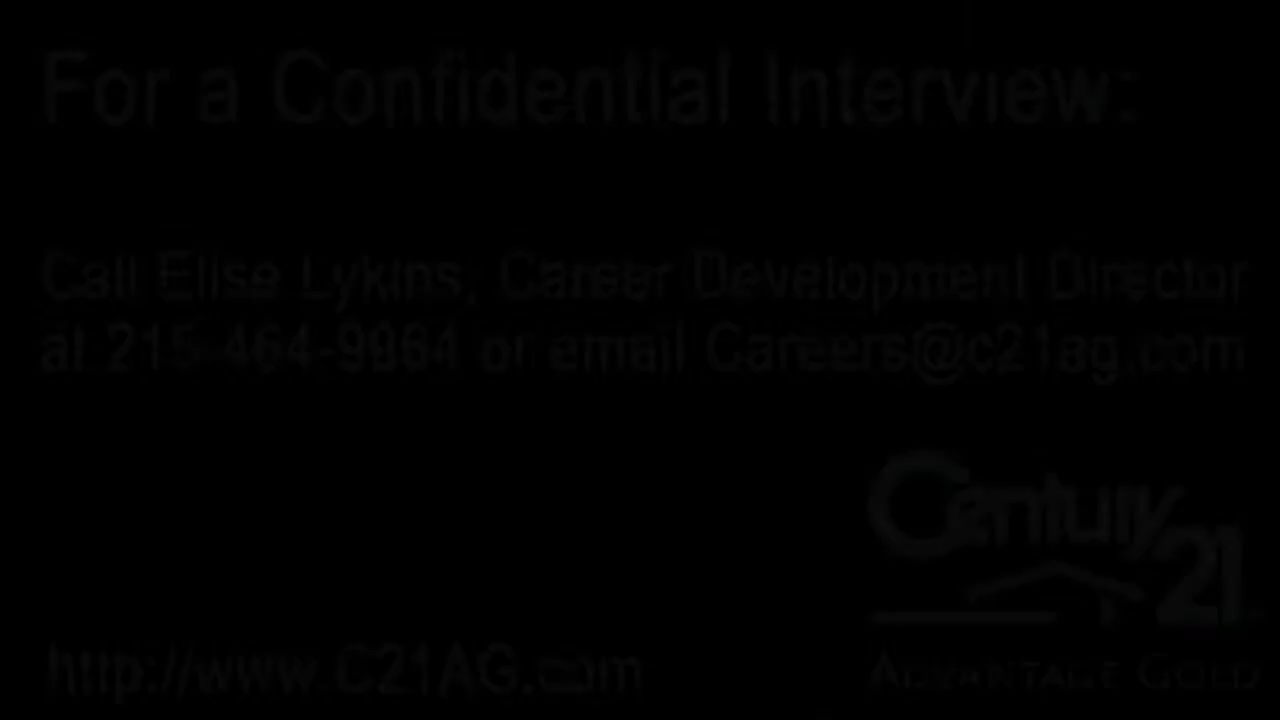 For a Confidential Interview:
Call Elise Lykins, Career Development Director
at 215-464-9964 or email Careers@c21ag.com
Century
21
http://www.C21AG.com
ADVANTAGE GOLD